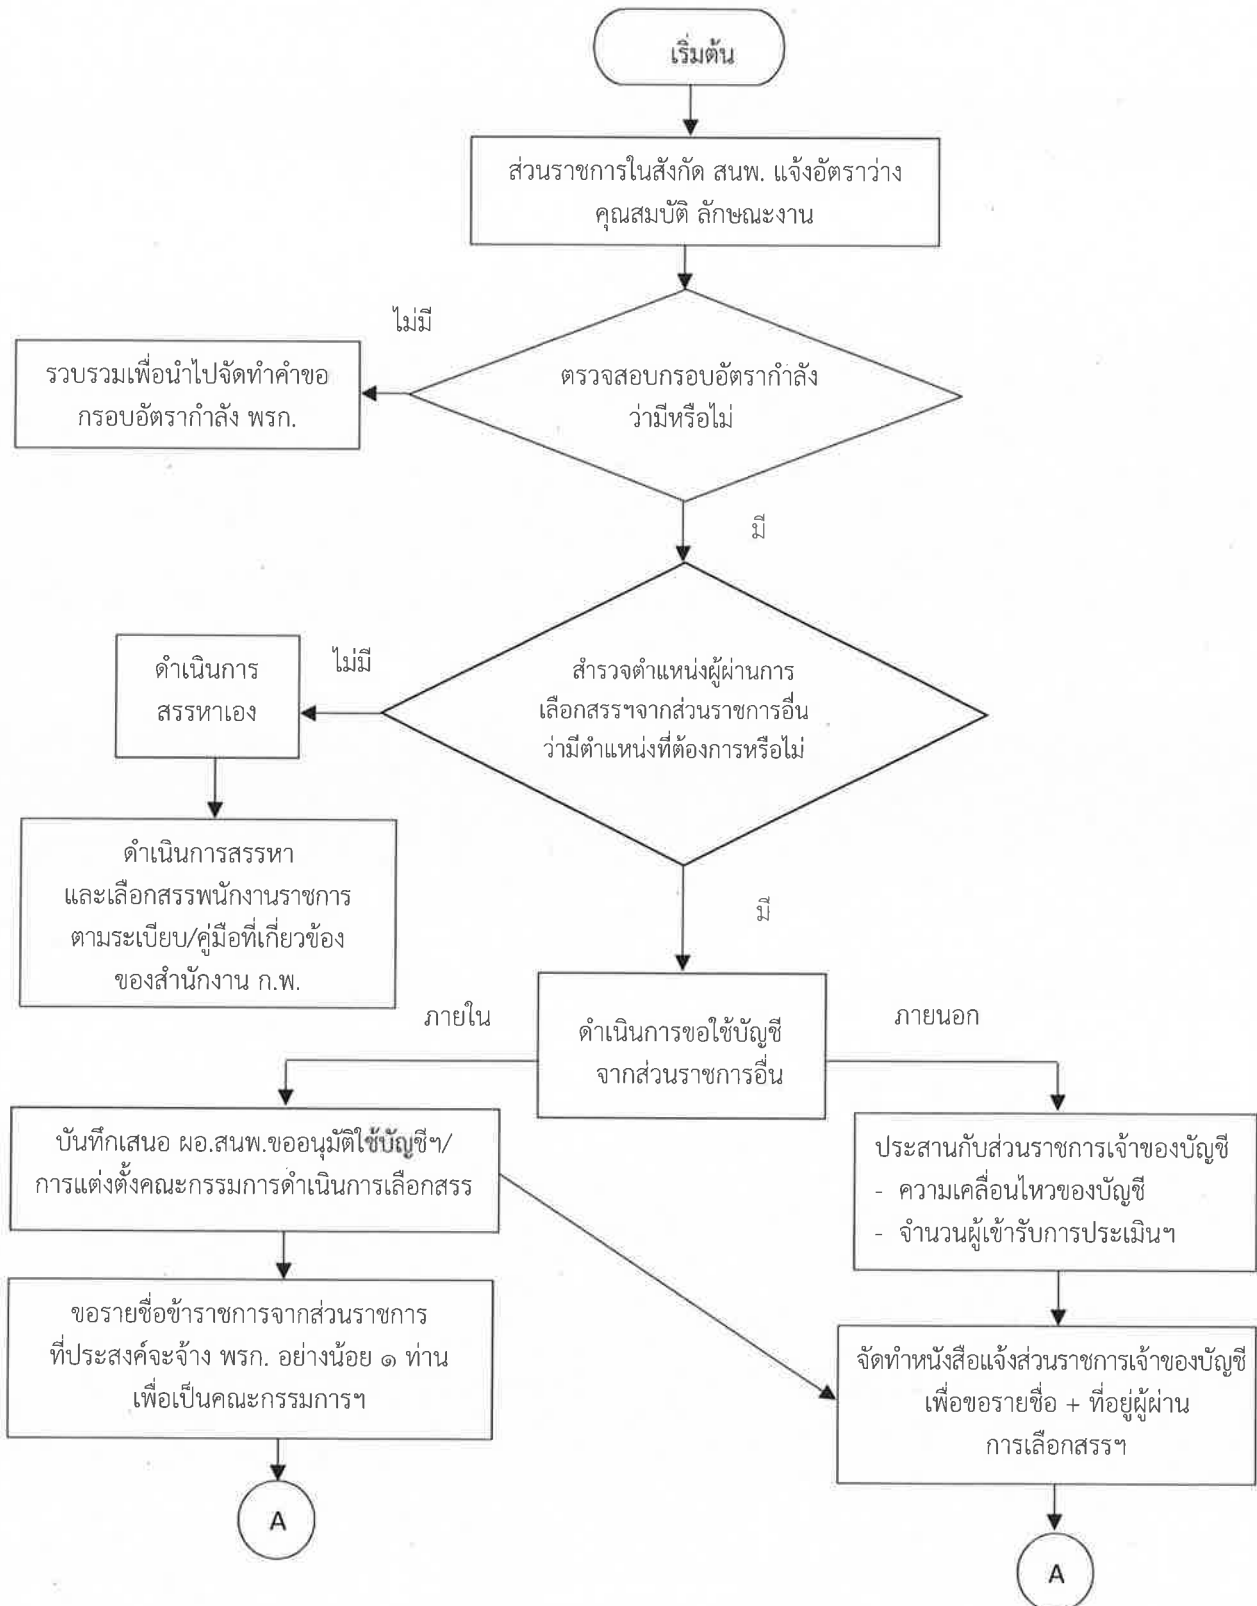 เริ่มต้น
ส่วนราชการในสังกัด สนพ. แจ้งอัตราว่าง
คุณสมบัติ ลักษณะงาน
ไม่มี
รวบรวมเพื่อนำไปจัดทำคำขอ
กรอบอัตรากำลัง พรก.
ตรวจสอบกรอบอัตรากำลัง
ว่ามีหรือไม่
มี
ดำเนินการ
สรรหาเอง
ไม่มี
สำรวจตำแหน่งผู้ผ่านการ
เลือกสรรฯจากส่วนราชการอื่น
ว่ามีตำแหน่งที่ต้องการหรือไม่
ดำเนินการสรรหา
และเลือกสรรพนักงานราชการ
ตามระเบียบ/คู่มือที่เกี่ยวข้อง
ของสำนักงาน ก.พ.
มี
ภายใน
ดำเนินการขอใช้บัญชี
จากส่วนราชการอื่น
ภายนอก
บันทึกเสนอ ผอ.สนพ.ขออนุมัติใช้บัญชีฯ/
การแต่งตั้งคณะกรรมการดำเนินการเลือกสรร
ประสานกับส่วนราชการเจ้าของบัญชี
- ความเคลื่อนไหวของบัญชี
- จำนวนผู้เข้ารับการประเมินฯ
ขอรายชื่อข้าราชการจากส่วนราชการ
ที่ประสงค์จะจ้าง พรก. อย่างน้อย ๑ ท่าน
เพื่อเป็นคณะกรรมการฯ
จัดทำหนังสือแจ้งส่วนราชการเจ้าของบัญชี
เพื่อขอรายชื่อ + ที่อยู่ผู้ผ่าน
การเลือกสรรฯ
A
A